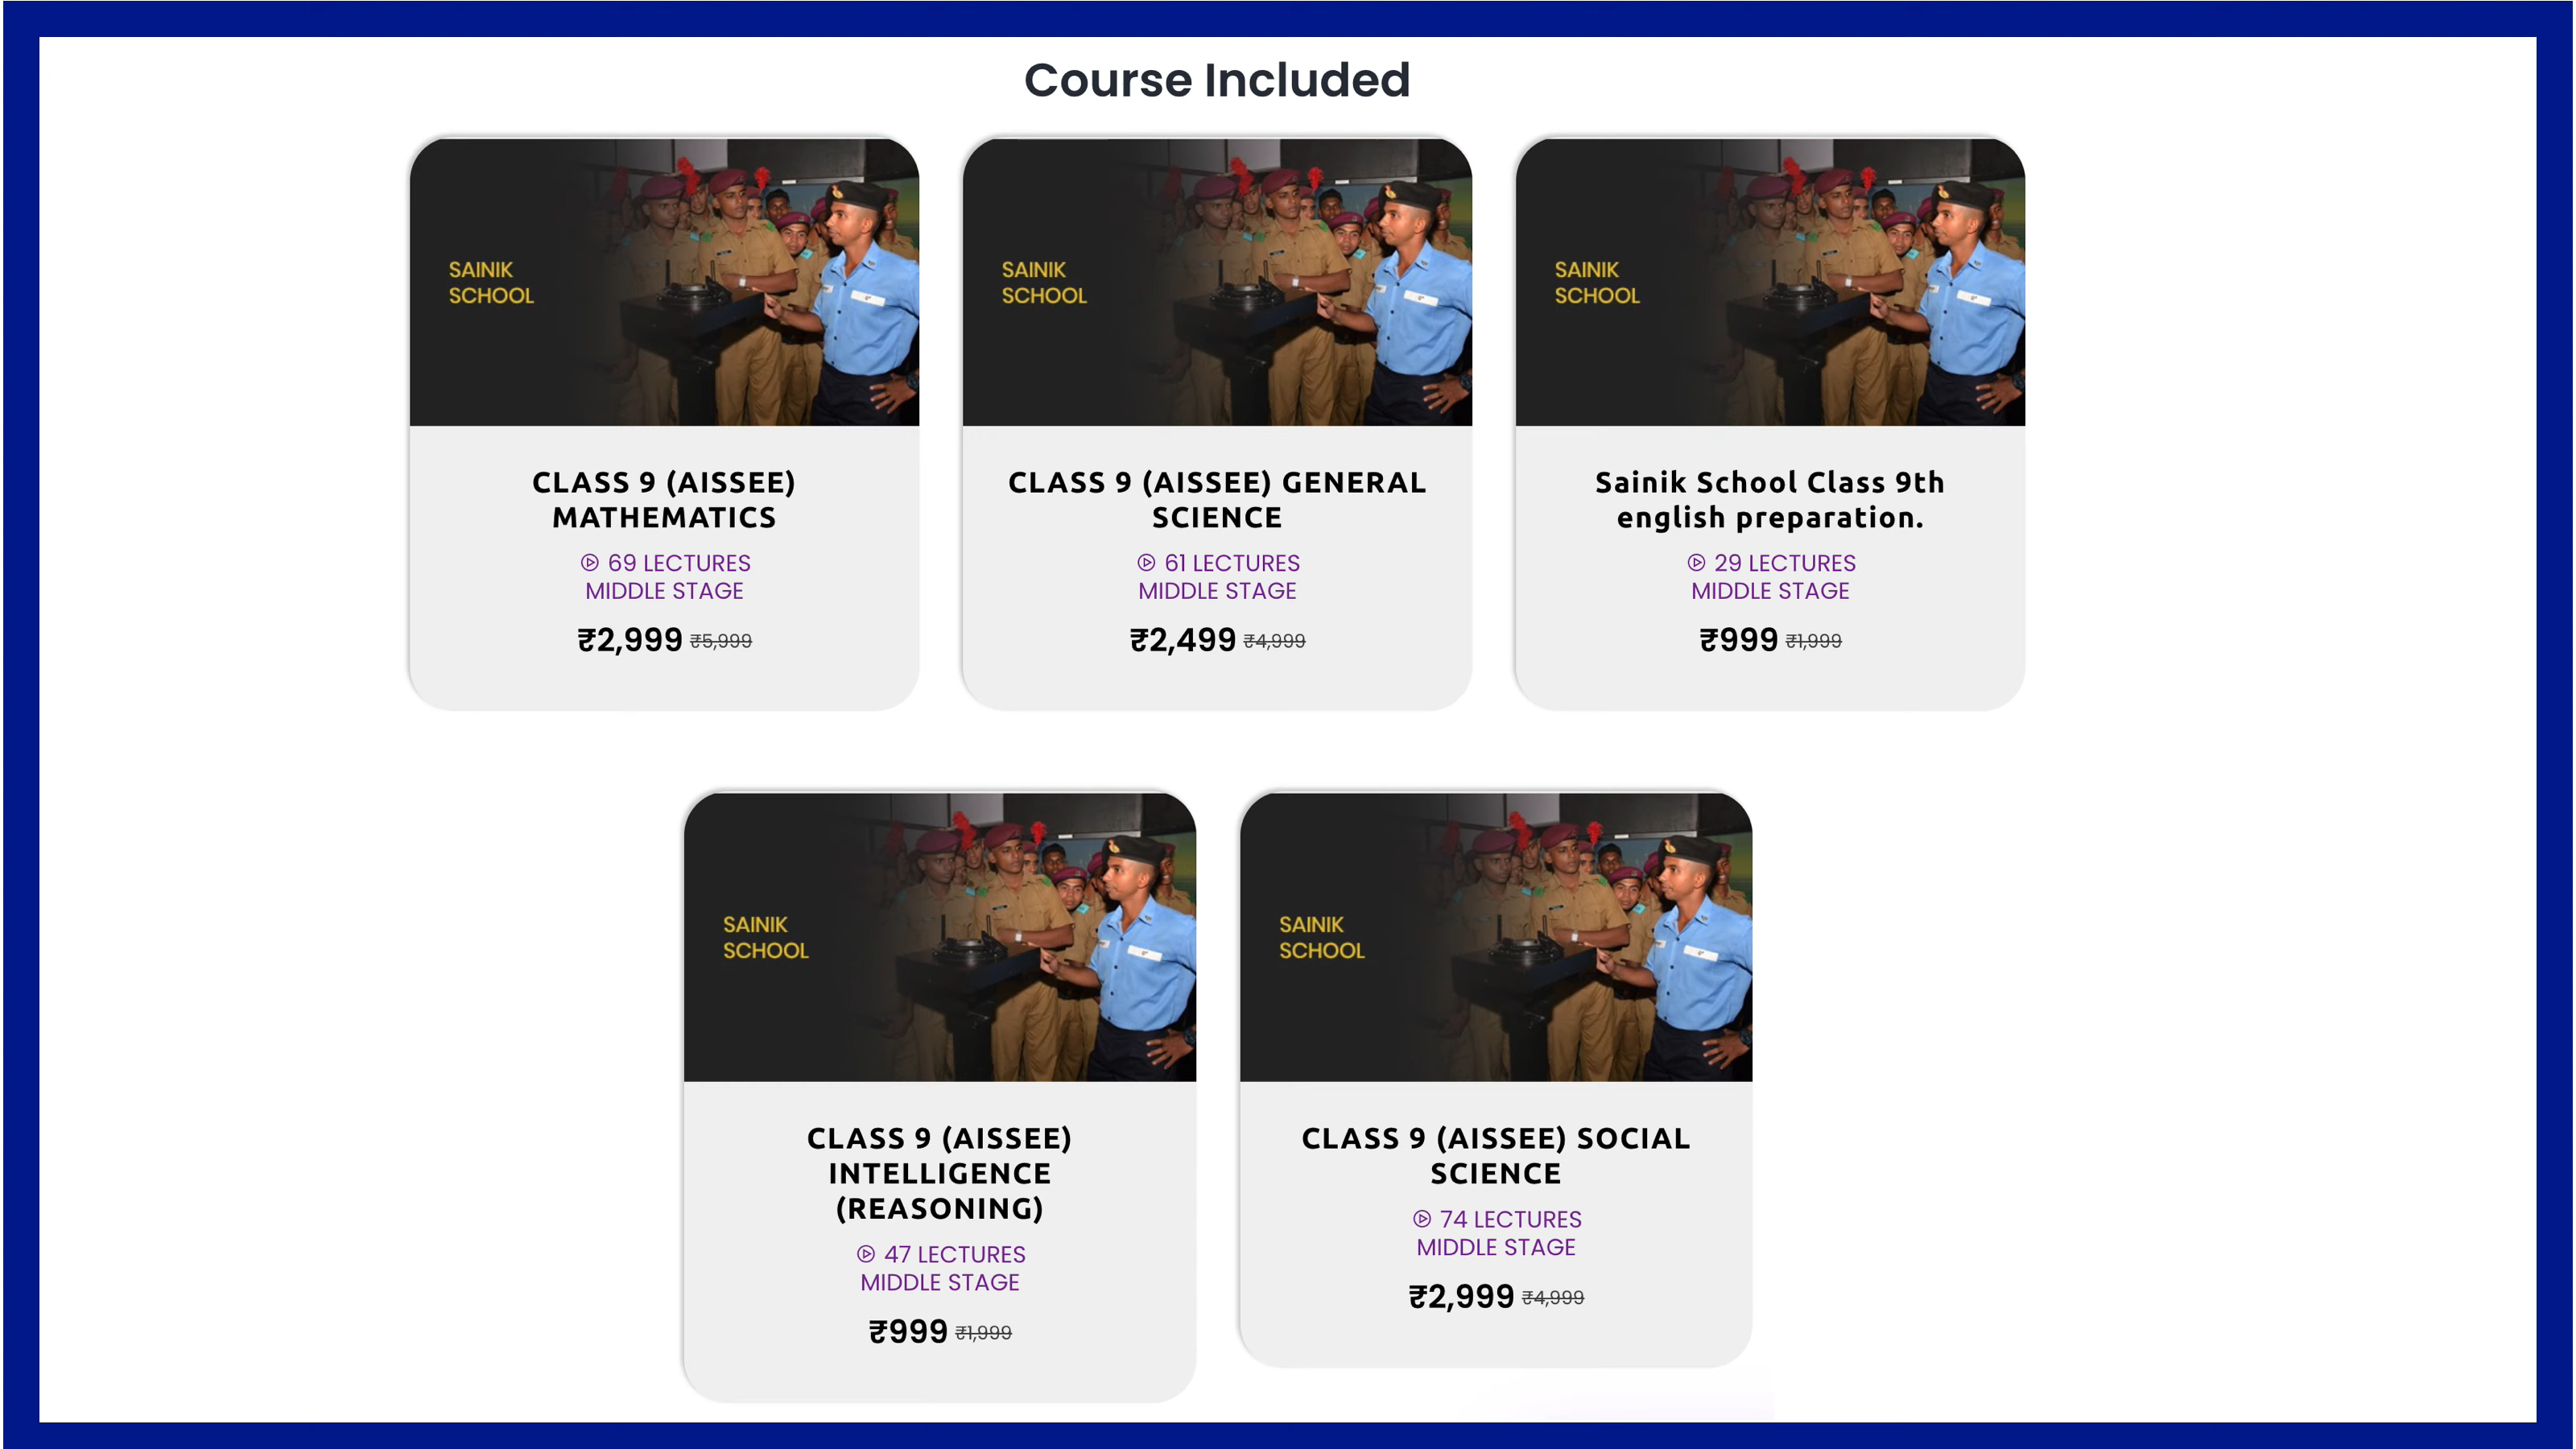 Course Included
SAINIK
SCHOOL
CLASS 9 (AISSEE)
MATHEMATICS
69 LECTURES
MIDDLE STAGE
₹2,999 ₹5,999
SAINIK
SCHOOL
CLASS 9 (AISSEE) GENERAL
SCIENCE
61 LECTURES
MIDDLE STAGE
₹2,499 ₹4,999
SAINIK
SCHOOL
Sainik School Class 9th
english preparation.
29 LECTURES
MIDDLE STAGE
₹999 ₹1,999
SAINIK
SCHOOL
CLASS 9 (AISSEE)
INTELLIGENCE
(REASONING)
47 LECTURES
MIDDLE STAGE
₹999 ₹1,999
SAINIK
SCHOOL
CLASS 9 (AISSEE) SOCIAL
SCIENCE
74 LECTURES
MIDDLE STAGE
₹2,999 ₹4,999